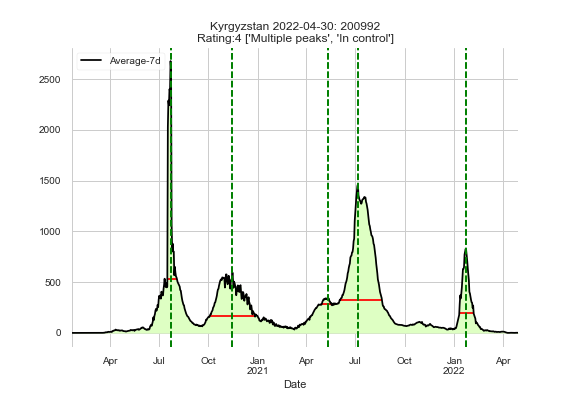 Kyrgyzstan 2022-04-30: 200992
Rating:4 ['Multiple peaks', 'In control']
Average-7d
2500
2000
1500
1000
500
0
Apr Jul Oct Jan Apr Jul Oct Jan Apr
2021 2022
Date